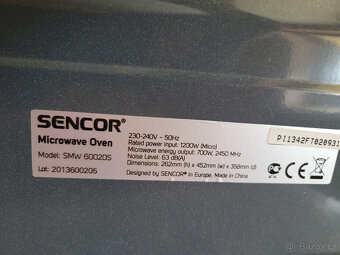 SENCOR®
Microwave Oven
Model: SMW 6002DS
Lot: 2013600205
230-240V ~ 50Hz
Rated power input: 1200W (Micro)
Microwave energy output: 700W, 2450 MHz
Noise Level: 63 dB(A)
Dimensions: 262mm (h) x 452mm (w) x 358mm (d)
Designed by SENCOR® in Europe, Made in China
CE
EAC